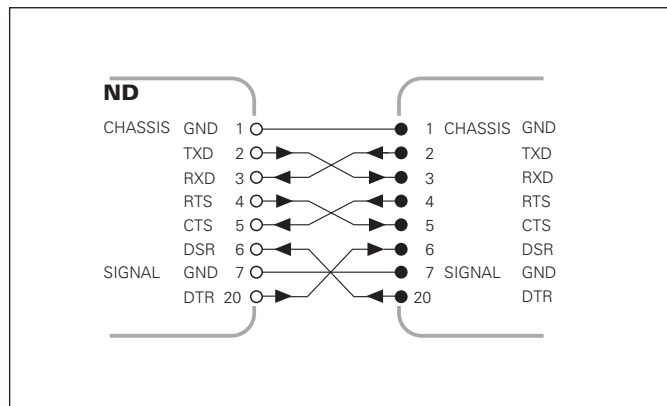 ND
CHASSIS GND 1 1 CHASSIS GND
TXD 2 2 TXD
RXD 3 3 RXD
RTS 4 4 RTS
CTS 5 5 CTS
DSR 6 6 DSR
SIGNAL GND 7 7 SIGNAL GND
DTR 20 20 DTR